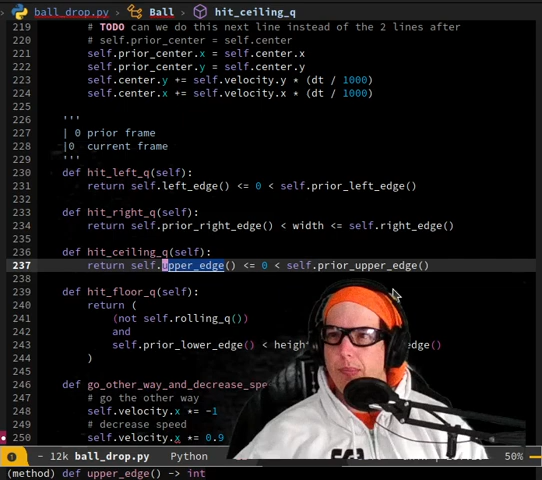 ball_drop.py › Ball › hit_ceiling_q
219 # TODO can we do this next line instead of the 2 lines after
220 # self.prior_center = self.center
221 self.prior_center.x = self.center.x
222 self.prior_center.y = self.center.y
223 self.center.y += self.velocity.y * (dt / 1000)
224 self.center.x += self.velocity.x * (dt / 1000)
225
226 '''
227 | 0 prior frame
228 |0 current frame
229 '''
230 def hit_left_q(self):
231 return self.left_edge() <= 0 < self.prior_left_edge()
232
233 def hit_right_q(self):
234 return self.prior_right_edge() < width <= self.right_edge()
235
236 def hit_ceiling_q(self):
237 return self.upper_edge() <= 0 < self.prior_upper_edge()
238
239 def hit_floor_q(self):
240 return (
241 (not self.rolling_q())
242 and
243 self.prior_lower_edge() < edge()
244 )
245
246 def go_other_way_and_decrease
247 # go the other way
248 self.velocity.x *= -1
249 # decrease speed
250 self.velocity.x *= 0.9
- 12k ball_drop.py Python 50%
(method) def upper_edge() -> int